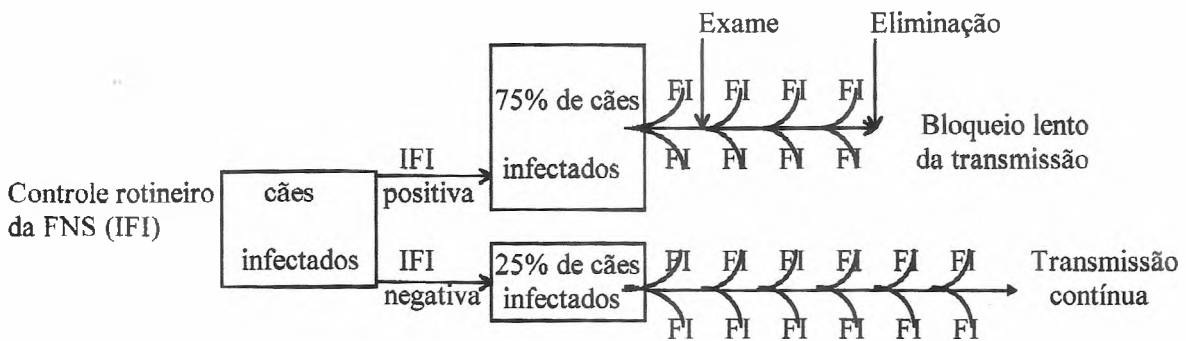 Exame
Eliminação
75% de cães
infectados
FI FI FI FI
FI FI FI FI
Bloqueio lento
da transmissão
Controle rotineiro
da FNS (IFI)
cães
infectados
IFI
positiva
IFI
negativa
25% de cães
infectados
FI FI FI FI FI FI
FI FI FI FI FI FI
Transmissão
contínua